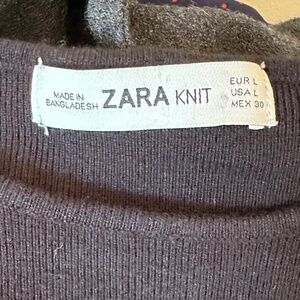 MADE IN
BANGLADESH
ZARA KNIT
EUR L
USA L
MEX 30